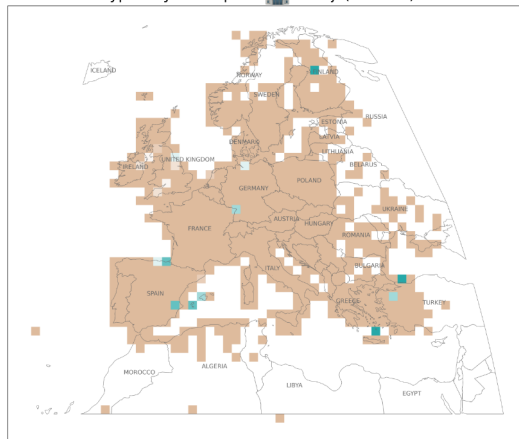 ICELAND
FINLAND
NORWAY
SWEDEN
RUSSIA
ESTONIA
LATVIA
DENMARK
LITHUANIA
UNITED KINGDOM
BELARUS
IRELAND
POLAND
GERMANY
UKRAINE
AUSTRIA
HUNGARY
FRANCE
ROMANIA
BULGARIA
ITALY
SPAIN
GREECE
TURKEY
ALGERIA
MOROCCO
LIBYA
EGYPT